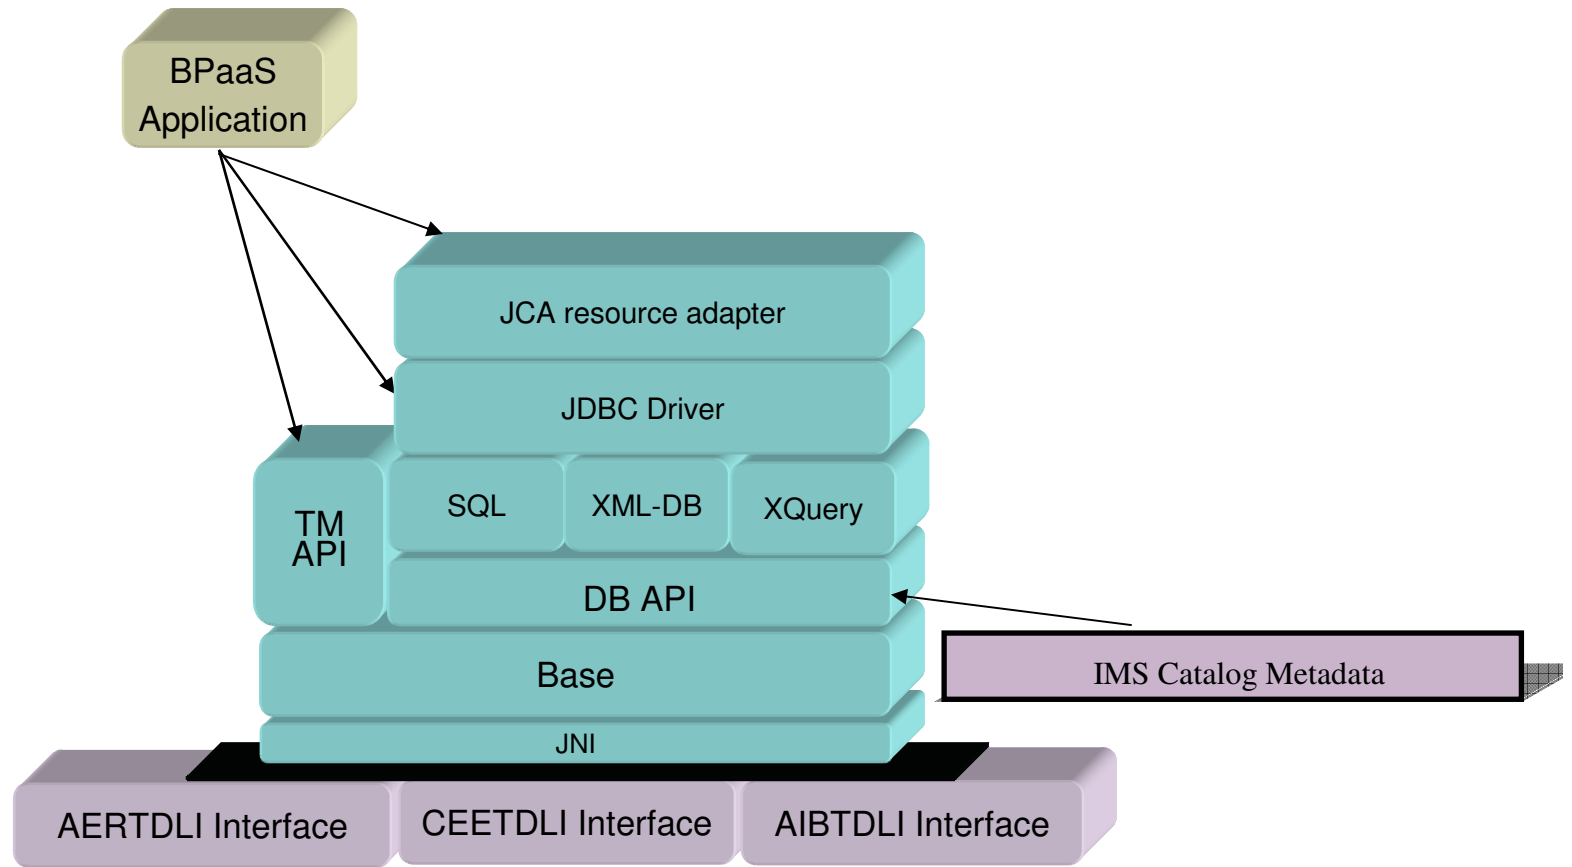 BPaaS
Application
JCA resource adapter
JDBC Driver
TM
API
SQL
XML-DB
XQuery
DB API
Base
IMS Catalog Metadata
JNI
AERTDLI Interface
CEETDLI Interface
AIBTDLI Interface